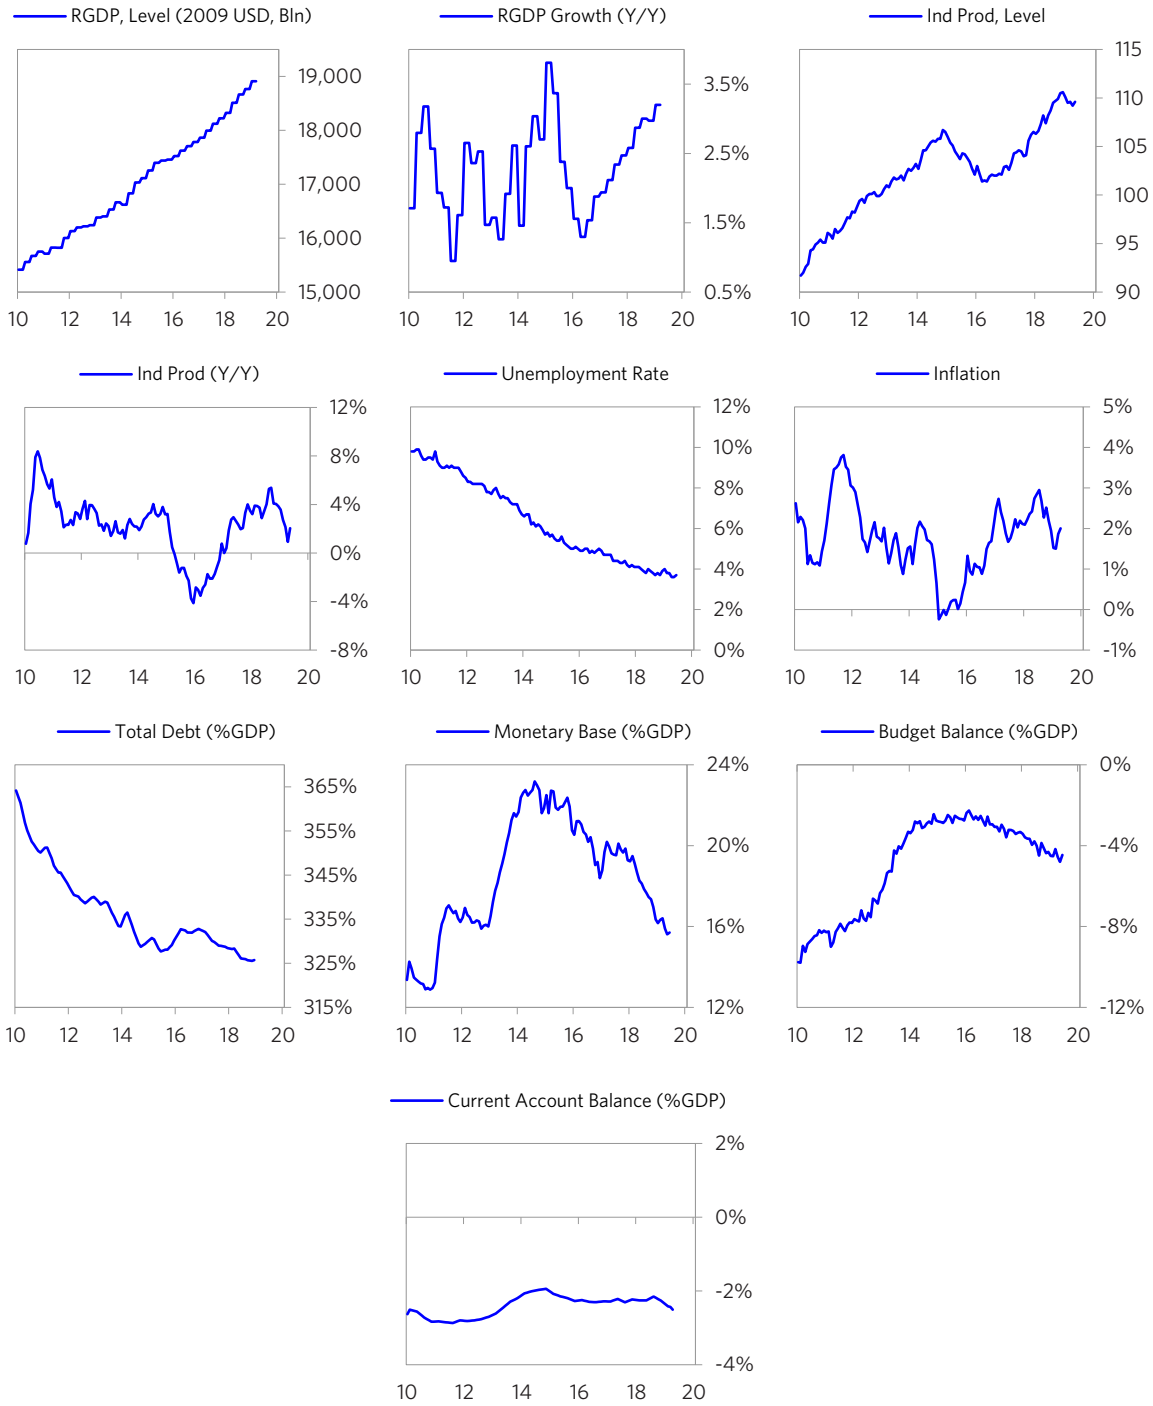 RGDP, Level (2009 USD, Bln)
19,000
18,000
17,000
16,000
15,000
10 12 14 16 18 20
RGDP Growth (Y/Y)
3.5%
2.5%
1.5%
0.5%
10 12 14 16 18 20
Ind Prod, Level
115
110
105
100
95
90
10 12 14 16 18 20
Ind Prod (Y/Y)
12%
8%
4%
0%
-4%
-8%
10 12 14 16 18 20
Unemployment Rate
12%
10%
8%
6%
4%
2%
0%
10 12 14 16 18 20
Inflation
5%
4%
3%
2%
1%
0%
-1%
10 12 14 16 18 20
Total Debt (%GDP)
365%
355%
345%
335%
325%
315%
10 12 14 16 18 20
Monetary Base (%GDP)
24%
20%
16%
12%
10 12 14 16 18 20
Budget Balance (%GDP)
0%
-4%
-8%
-12%
10 12 14 16 18 20
Current Account Balance (%GDP)
2%
0%
-2%
-4%
10 12 14 16 18 20